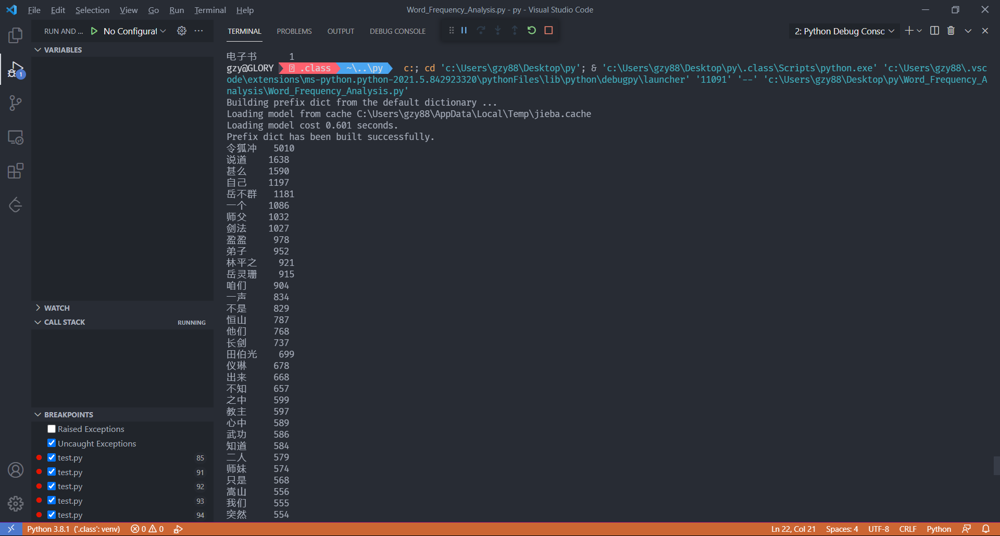 File Edit Selection View Go Run Terminal Help
Word_Frequency_Analysis.py - py - Visual Studio Code
RUN AND ... No Configurat
TERMINAL PROBLEMS OUTPUT DEBUG CONSOLE
2: Python Debug Consc
VARIABLES
WATCH
CALL STACK RUNNING
BREAKPOINTS
Raised Exceptions
Uncaught Exceptions
test.py 85
test.py 91
test.py 92
test.py 93
test.py 94
1
电子书 1
gzy@GLORY .class ~\..\py c:; cd 'c:\Users\gzy88\Desktop\py'; & 'c:\Users\gzy88\Desktop\py\.class\Scripts\python.exe' 'c:\Users\gzy88\.vsc
ode\extensions\ms-python.python-2021.5.842923320\pythonFiles\lib\python\debugpy\launcher' '11091' '--' 'c:\Users\gzy88\Desktop\py\Word_Frequency_A
nalysis\Word_Frequency_Analysis.py'
Building prefix dict from the default dictionary ...
Loading model from cache C:\Users\gzy88\AppData\Local\Temp\jieba.cache
Loading model cost 0.601 seconds.
Prefix dict has been built successfully.
令狐冲 5010
说道 1638
甚么 1590
自己 1197
岳不群 1181
一个 1086
师父 1032
剑法 1027
盈盈 978
弟子 952
林平之 921
岳灵珊 915
咱们 904
一声 834
不是 829
恒山 787
他们 768
长剑 737
田伯光 699
仪琳 678
出来 668
不知 657
之中 599
教主 597
心中 589
武功 586
知道 584
二人 579
师妹 574
只是 568
嵩山 556
我们 555
突然 554
Python 3.8.1 ('.class': venv) 0 0
Ln 22, Col 21 Spaces: 4 UTF-8 CRLF Python